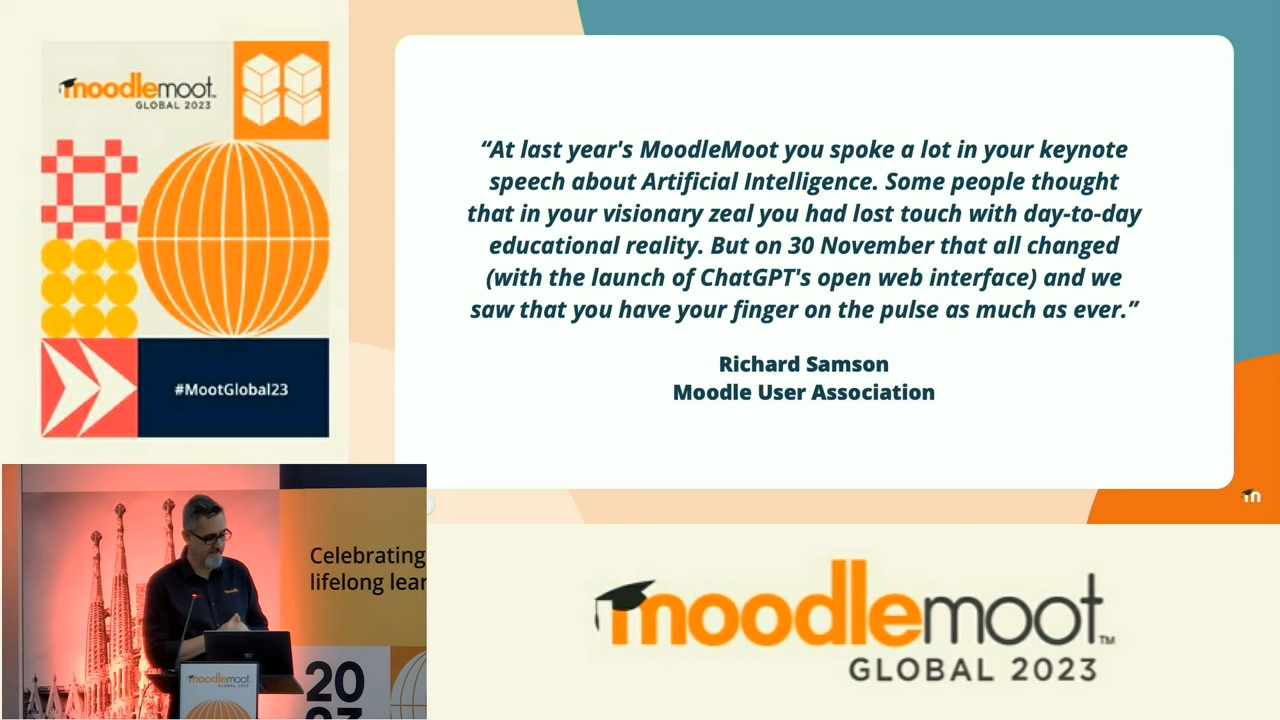 moodlemoot
GLOBAL 2023
#MootGlobal23
“At last year's MoodleMoot you spoke a lot in your keynote
speech about Artificial Intelligence. Some people thought
that in your visionary zeal you had lost touch with day-to-day
educational reality. But on 30 November that all changed
(with the launch of ChatGPT's open web interface) and we
saw that you have your finger on the pulse as much as ever.”
Richard Samson
Moodle User Association
m
Celebrating
lifelong lear
moodlemoot
GLOBAL 2023
20
23
moodlemoot™
GLOBAL 2023